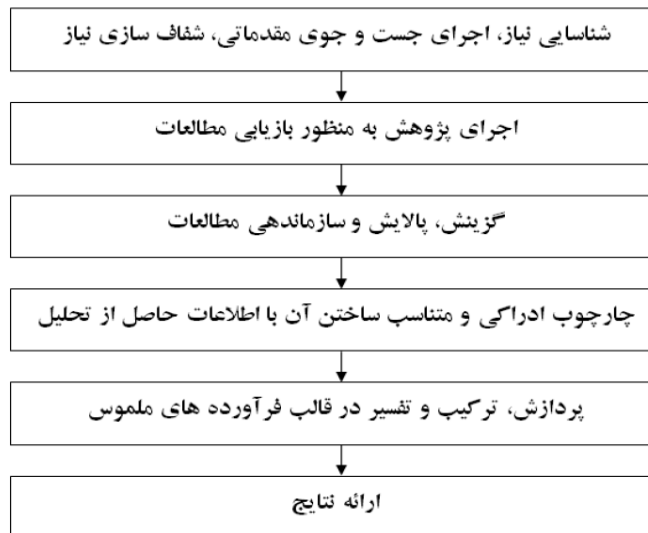 شناسایی نیاز، اجرای جست و جوی مقدماتی، شفاف سازی نیاز
اجرای پژوهش به منظور بازیابی مطالعات
گزینش، پالایش و سازماندهی مطالعات
چارچوب ادراکی و متناسب ساختن آن با اطلاعات حاصل از تحلیل
پردازش، ترکیب و تفسیر در قالب فرآورده های ملموس
ارائه نتایج